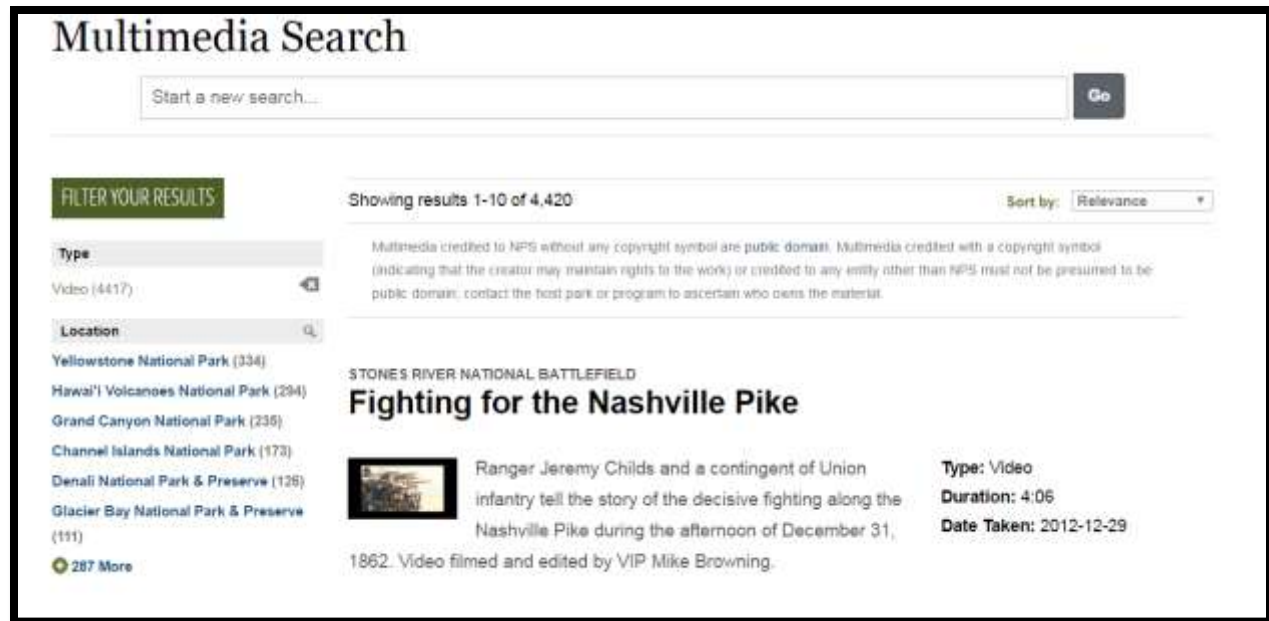 Multimedia Search
Start a new search...
Go
FILTER YOUR RESULTS
Type
Video (4417)
Location
Yellowstone National Park (334)
Hawai'i Volcanoes National Park (294)
Grand Canyon National Park (235)
Channel Islands National Park (173)
Denali National Park & Preserve (126)
Glacier Bay National Park & Preserve
(111)
287 More
Showing results 1-10 of 4,420
Sort by: Relevance
Multimedia credited to NPS without any copyright symbol are public domain. Multimedia credited with a copyright symbol
(indicating that the creator may maintain rights to the work) or credited to any entity other than NPS must not be presumed to be
public domain; contact the host park or program to ascertain who owns the material.
STONES RIVER NATIONAL BATTLEFIELD
Fighting for the Nashville Pike
Ranger Jeremy Childs and a contingent of Union
infantry tell the story of the decisive fighting along the
Nashville Pike during the afternoon of December 31,
1862. Video filmed and edited by VIP Mike Browning.
Type: Video
Duration: 4:06
Date Taken: 2012-12-29